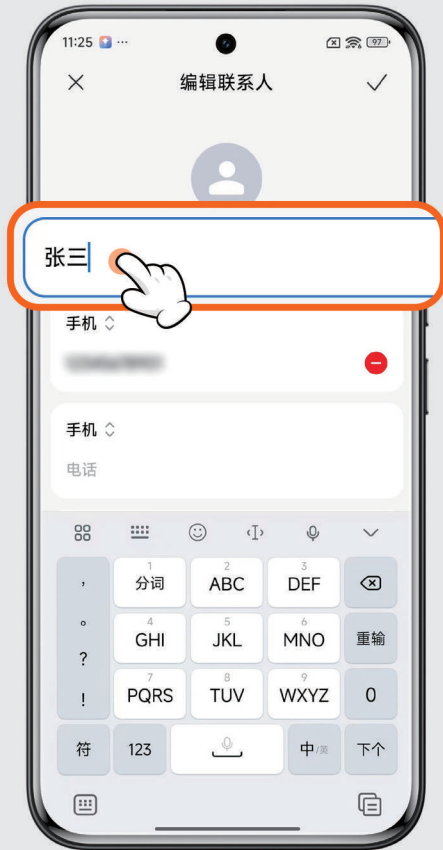 11:25 ...
97
编辑联系人
张三
手机
手机
电话
1 2 3
， 分词 ABC DEF
4 5 6
。 GHI JKL MNO 重输
？
7 8 9
！ PQRS TUV WXYZ 0
符 123 中/英 下个